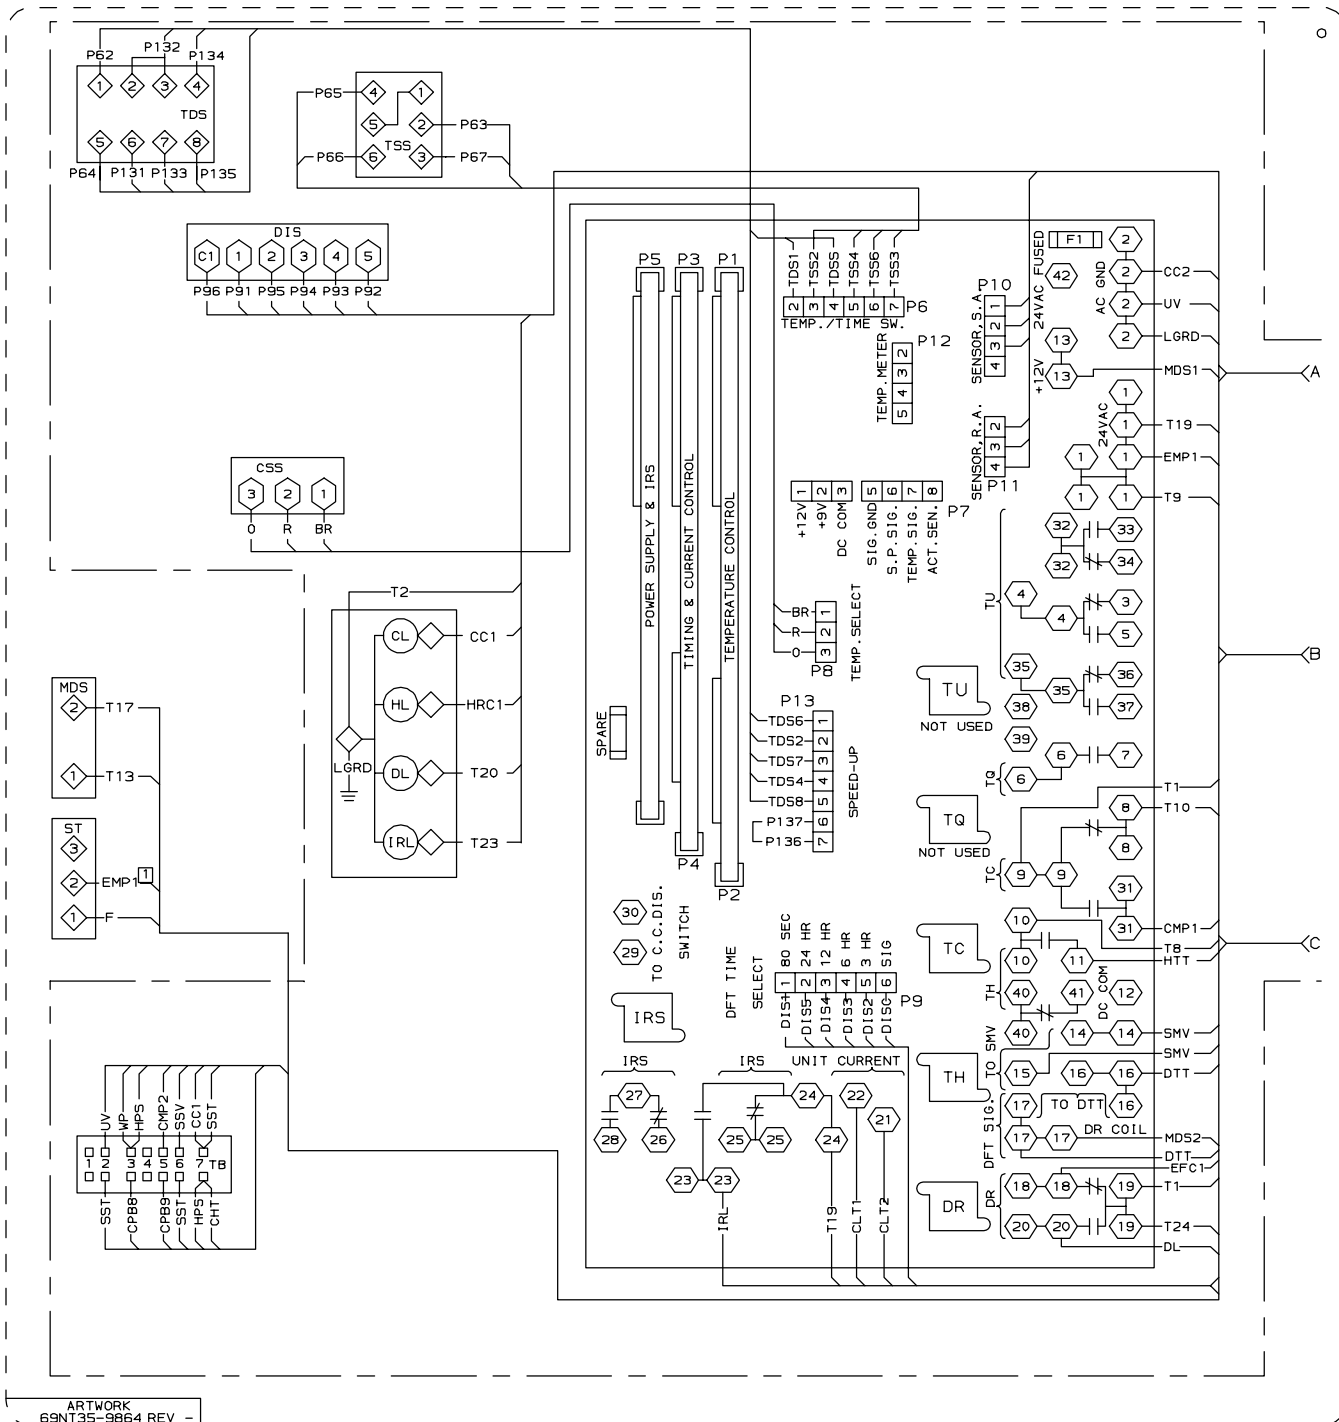 P62 P132 P134
1 2 3 4
TDS
5 6 7 8
P64 P131 P133 P135
P65 4 1
5 2 P63
TSS
P66 6 3 P67
DIS
C1 1 2 3 4 5
P96 P91 P95 P94 P93 P92
CSS
3 2 1
O R BR
T2
CL CC1
HL HRC1
LGRD
DL T20
IRL T23
MDS
2 T17
1 T13
ST
3
2 EMP1 1
1 F
UV WP HPS CMP2 SSV CC1 SST
1 2 3 4 5 6 7 TB
SST CPB8 CPB9 SST HPS CHT
P5 P3 P1
POWER SUPPLY & IRS
TIMING & CURRENT CONTROL
TEMPERATURE CONTROL
P4
P2
SPARE
TDS1 TSS2 TDS5 TSS4 TSS6 TSS3
2 3 4 5 6 7 P6
TEMP./TIME SW.
P12
TEMP. METER
2
3
4
5
P10
SENSOR, S.A.
1
2
3
4
SENSOR, R.A.
2
3
4
P11
1 2 3 5 6 7 8
P7
+12V
+9V
DC COM
SIG.GND
S.P.SIG.
TEMP.SIG.
ACT.SEN.
BR 1
R 2
O 3
P8
TEMP.SELECT
P13
TDS6 1
TDS2 2
TDS7 3
TDS4 4
TDS8 5
P137 6
P136 7
SPEED-UP
30
29
TO C.C.DIS.
SWITCH
DFT TIME
SELECT
80 SEC
24 HR
12 HR
6 HR
3 HR
SIG
1 2 3 4 5 6
P9
DIS1 DIS5 DIS4 DIS3 DIS2 DISC
IRS
IRS IRS UNIT CURRENT
27 24 22
21
28 26 25 25 24
23 23
IRL T19 CLT1 CLT2
24VAC FUSED
F1 2
42
AC GND
2 CC2
2 UV
2 LGRD
13
+12V
13 MDS1
A
24VAC
1
1 T19
1 1 EMP1
1 1 T9
TU
32 33
32 34
4 3
4 5
B
35 36
35 37
38
39
TU
NOT USED
TQ
6 7
6
T1
8 T10
8
TQ
NOT USED
TC
9 9
31
31 CMP1
C
10 T8
TC
10 11 HTT
TH
40 41 12
DC COM
40 14 14 SMV
TO SMV
SMV
TH
15 16 16 DTT
DFT SIG.
17 TO DTT 16
DR COIL
17 17 MDS2
DTT
EFC1
DR
DR
18 18 19 T1
20 20 19 T24
DL
ARTWORK
69NT35-9864 REV -